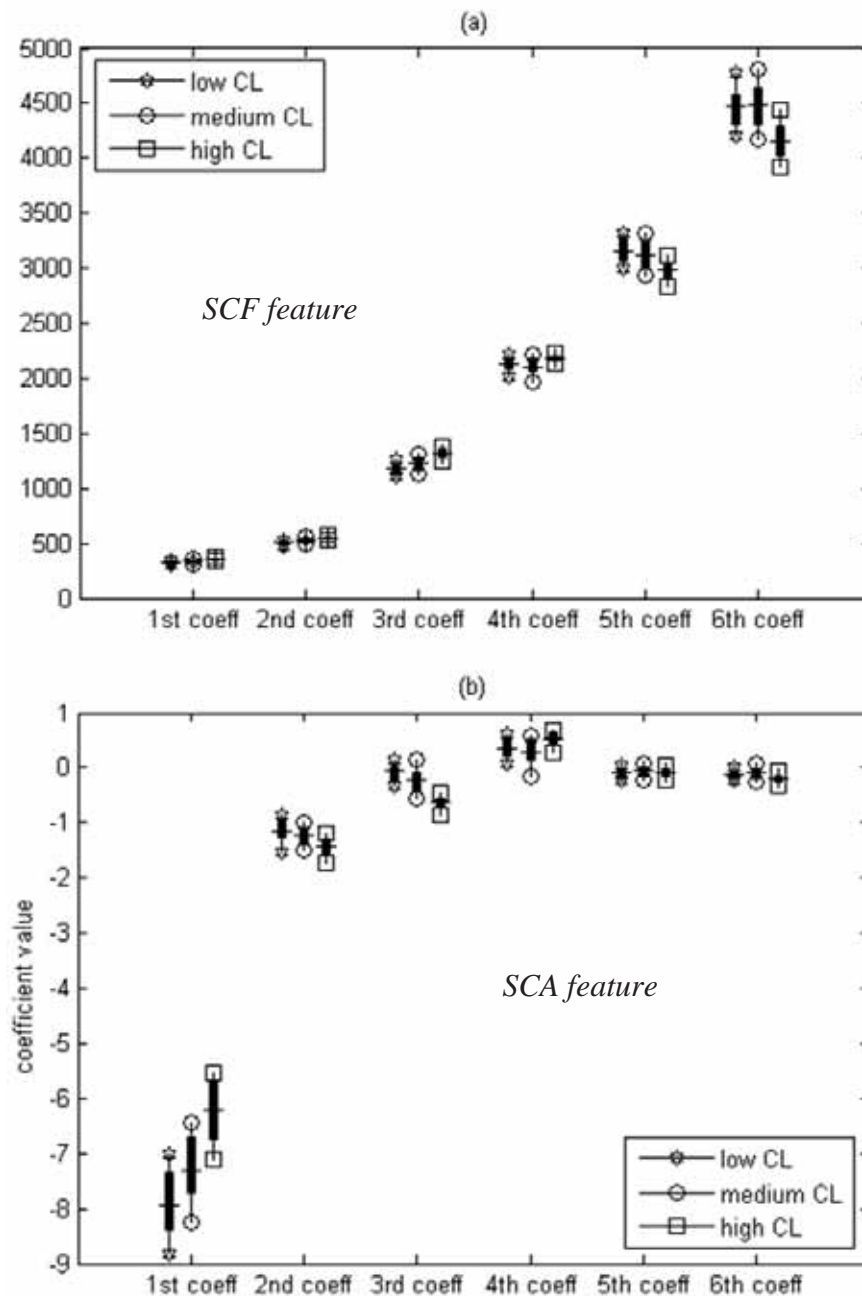 (a)
5000
4500
4000
3500
3000
2500
2000
1500
1000
500
0
low CL
medium CL
high CL
SCF feature
1st coeff 2nd coeff 3rd coeff 4th coeff 5th coeff 6th coeff
(b)
coefficient value
1
0
-1
-2
-3
-4
-5
-6
-7
-8
-9
SCA feature
low CL
medium CL
high CL
1st coeff 2nd coeff 3rd coeff 4th coeff 5th coeff 6th coeff